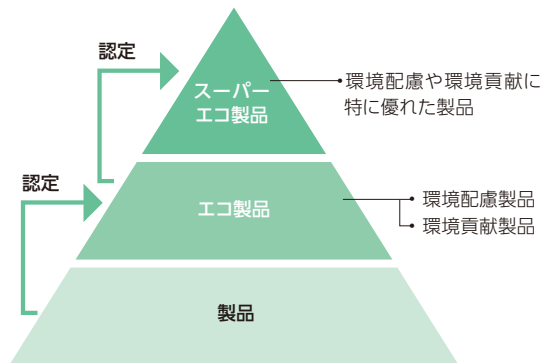 認定
スーパー
エコ製品
環境配慮や環境貢献に
特に優れた製品
認定
エコ製品
環境配慮製品
環境貢献製品
製品